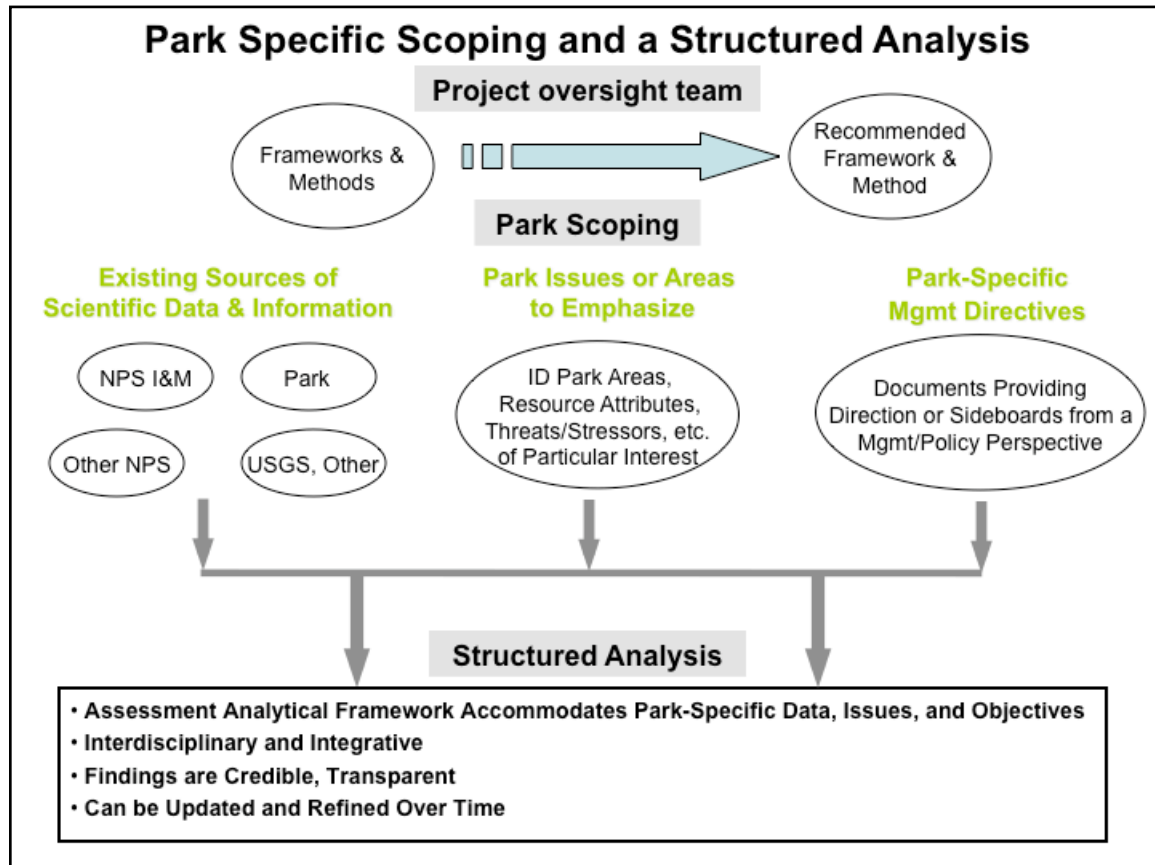 Park Specific Scoping and a Structured Analysis
Project oversight team
Frameworks &
Methods
Recommended
Framework &
Method
Park Scoping
Existing Sources of
Scientific Data & Information
NPS I&M
Park
Other NPS
USGS, Other
Park Issues or Areas
to Emphasize
ID Park Areas,
Resource Attributes,
Threats/Stressors, etc.
of Particular Interest
Park-Specific
Mgmt Directives
Documents Providing
Direction or Sideboards from a
Mgmt/Policy Perspective
Structured Analysis
• Assessment Analytical Framework Accommodates Park-Specific Data, Issues, and Objectives
• Interdisciplinary and Integrative
• Findings are Credible, Transparent
• Can be Updated and Refined Over Time